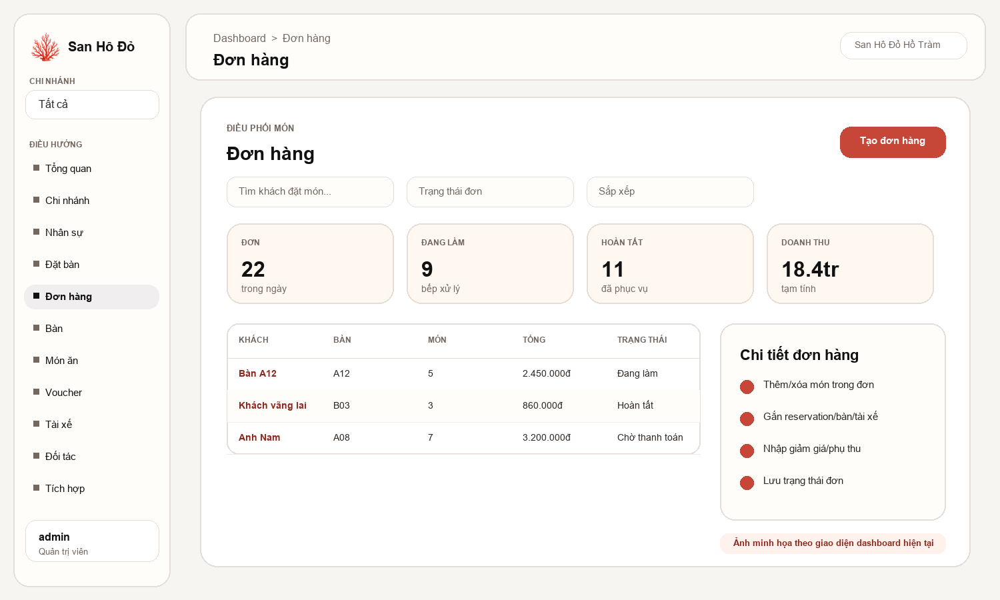 San Hô Đỏ
CHI NHÁNH
Tất cả
ĐIỀU HƯỚNG
Tổng quan
Chi nhánh
Nhân sự
Đặt bàn
Đơn hàng
Bàn
Món ăn
Voucher
Tài xế
Đối tác
Tích hợp
admin
Quản trị viên
Dashboard > Đơn hàng
Đơn hàng
San Hô Đỏ Hồ Tràm
ĐIỀU PHỐI MÓN
Đơn hàng
Tạo đơn hàng
Tìm khách đặt món...
Trạng thái đơn
Sắp xếp
ĐƠN
22
trong ngày
ĐANG LÀM
9
bếp xử lý
HOÀN TẤT
11
đã phục vụ
DOANH THU
18.4tr
tạm tính
KHÁCH BÀN MÓN TỔNG TRẠNG THÁI
Bàn A12 A12 5 2.450.000đ Đang làm
Khách vãng lai B03 3 860.000đ Hoàn tất
Anh Nam A08 7 3.200.000đ Chờ thanh toán
Chi tiết đơn hàng
Thêm/xóa món trong đơn
Gắn reservation/bàn/tài xế
Nhập giảm giá/phụ thu
Lưu trạng thái đơn
Ảnh minh họa theo giao diện dashboard hiện tại